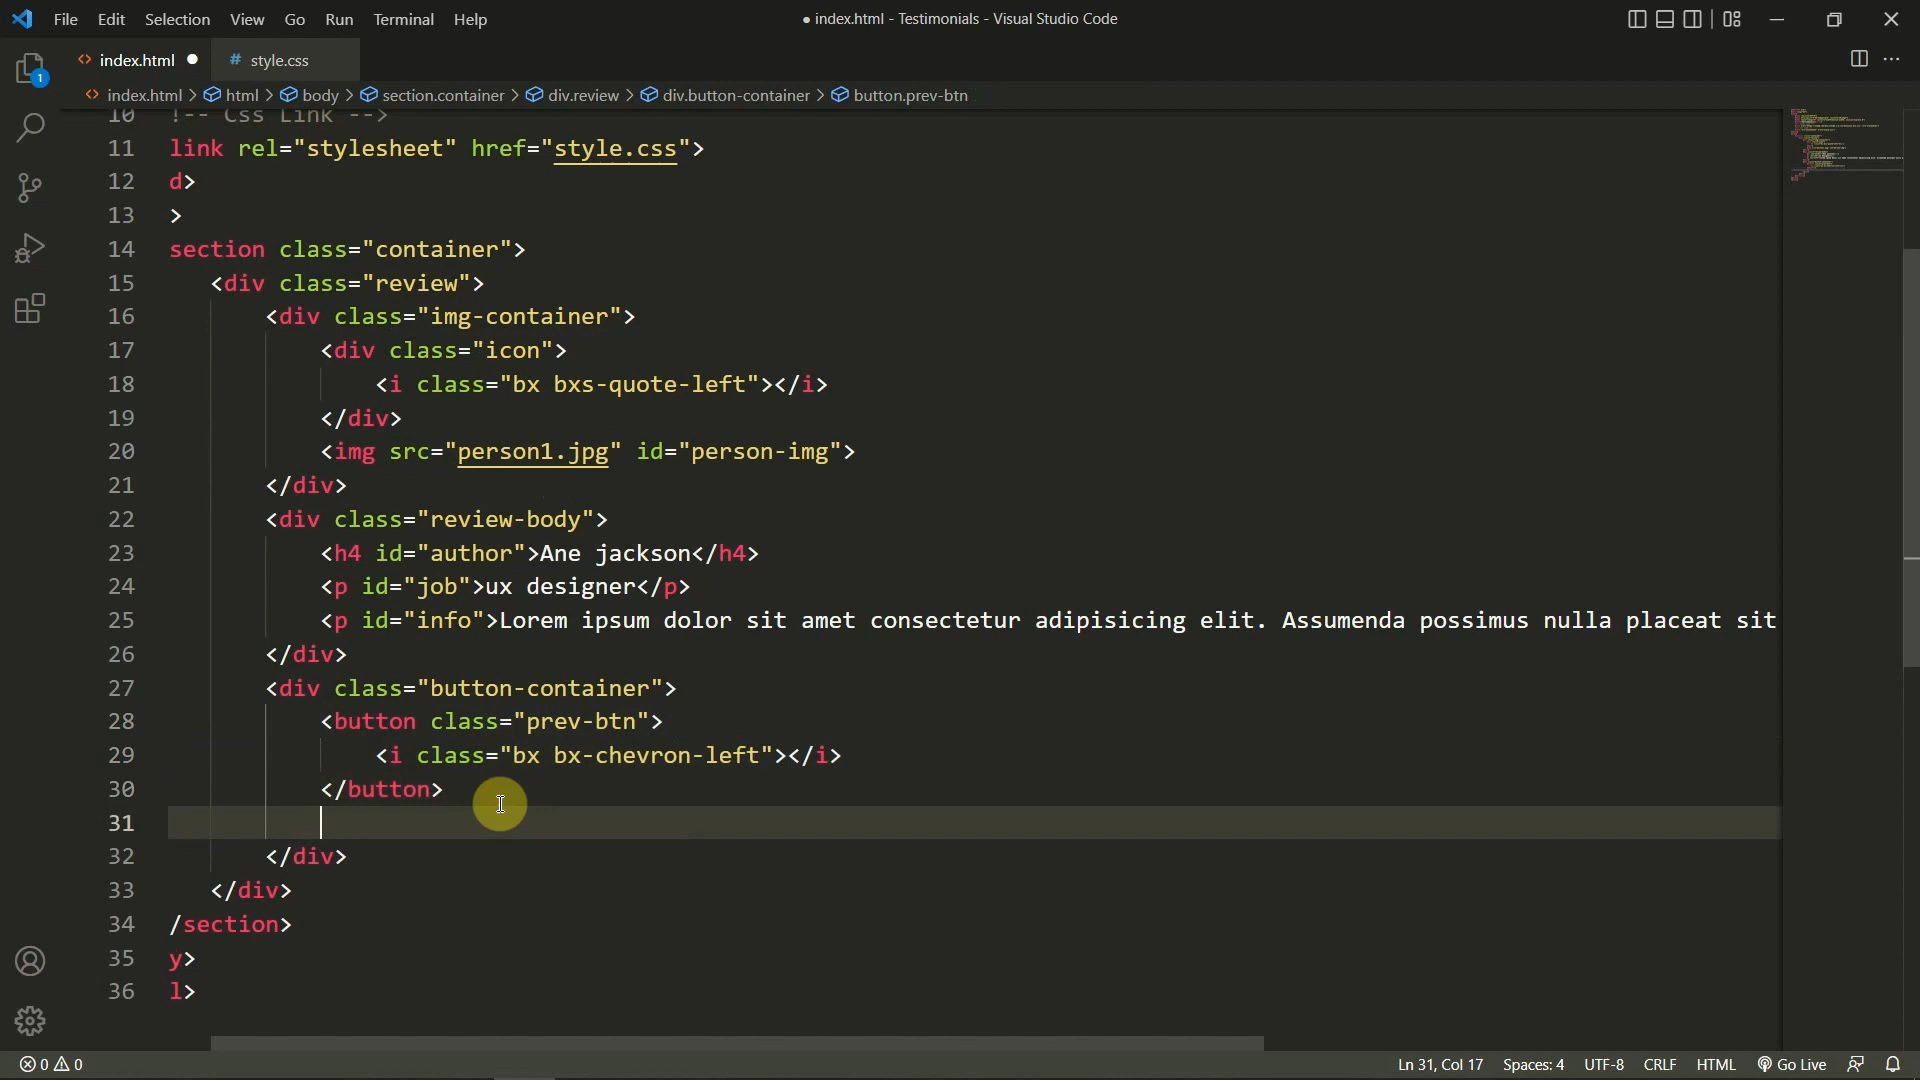 File Edit Selection View Go Run Terminal Help
● index.html - Testimonials - Visual Studio Code
index.html ● # style.css
index.html > html > body > section.container > div.review > div.button-container > button.prev-btn
10 !-- Css Link -->
11 link rel="stylesheet" href="style.css">
12 d>
13 >
14 section class="container">
15 <div class="review">
16 <div class="img-container">
17 <div class="icon">
18 <i class="bx bxs-quote-left"></i>
19 </div>
20 <img src="person1.jpg" id="person-img">
21 </div>
22 <div class="review-body">
23 <h4 id="author">Ane jackson</h4>
24 <p id="job">ux designer</p>
25 <p id="info">Lorem ipsum dolor sit amet consectetur adipisicing elit. Assumenda possimus nulla placeat sit
26 </div>
27 <div class="button-container">
28 <button class="prev-btn">
29 <i class="bx bx-chevron-left"></i>
30 </button>
31
32 </div>
33 </div>
34 /section>
35 y>
36 l>
1
0 0 Ln 31, Col 17 Spaces: 4 UTF-8 CRLF HTML Go Live